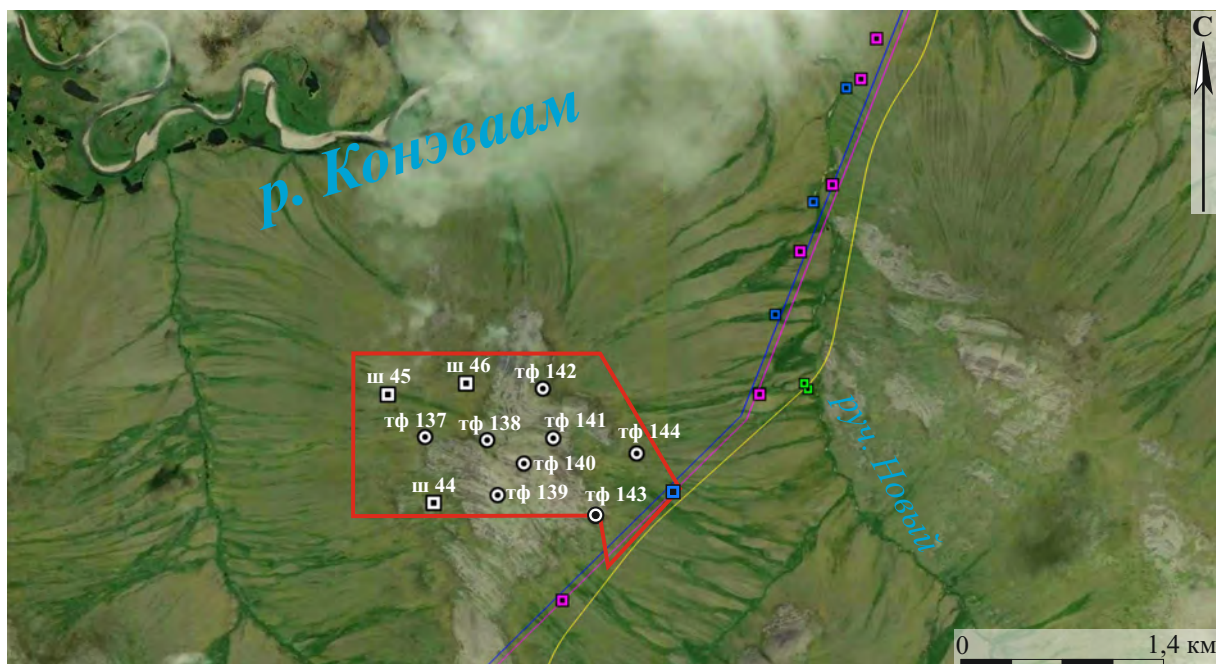 С
р. Конэваам
ш 45
ш 46
тф 142
тф 137
тф 138
тф 141
тф 144
тф 140
ш 44
тф 139
тф 143
руч. Новый
0
1,4 км